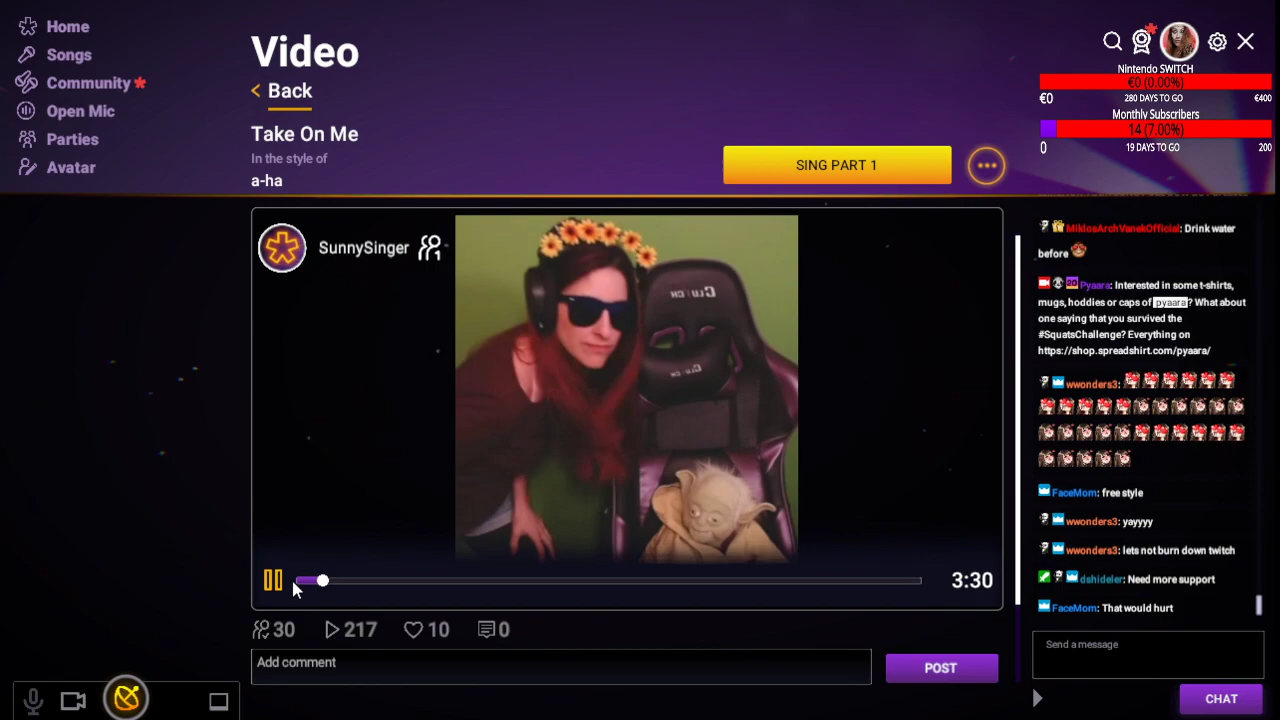 Home
Songs
Community
Open Mic
Parties
Avatar
Video
Back
Take On Me
In the style of
a-ha
SING PART 1
Nintendo SWITCH
€0 (0.00%)
€0 280 DAYS TO GO €400
Monthly Subscribers
14 (7.00%)
0 19 DAYS TO GO 200
SunnySinger
CLUTCH
3:30
30 217 10 0
Add comment
POST
MiklosArchVanekOfficial: Drink water
before
20 Pyaara: Interested in some t-shirts,
mugs, hoddies or caps of pyaara? What about
one saying that you survived the
#SquatsChallenge? Everything on
https://shop.spreadshirt.com/pyaara/
wwonders3:
FaceMom: free style
wwonders3: yayyyy
wwonders3: lets not burn down twitch
dshideler: Need more support
FaceMom: That would hurt
Send a message
CHAT